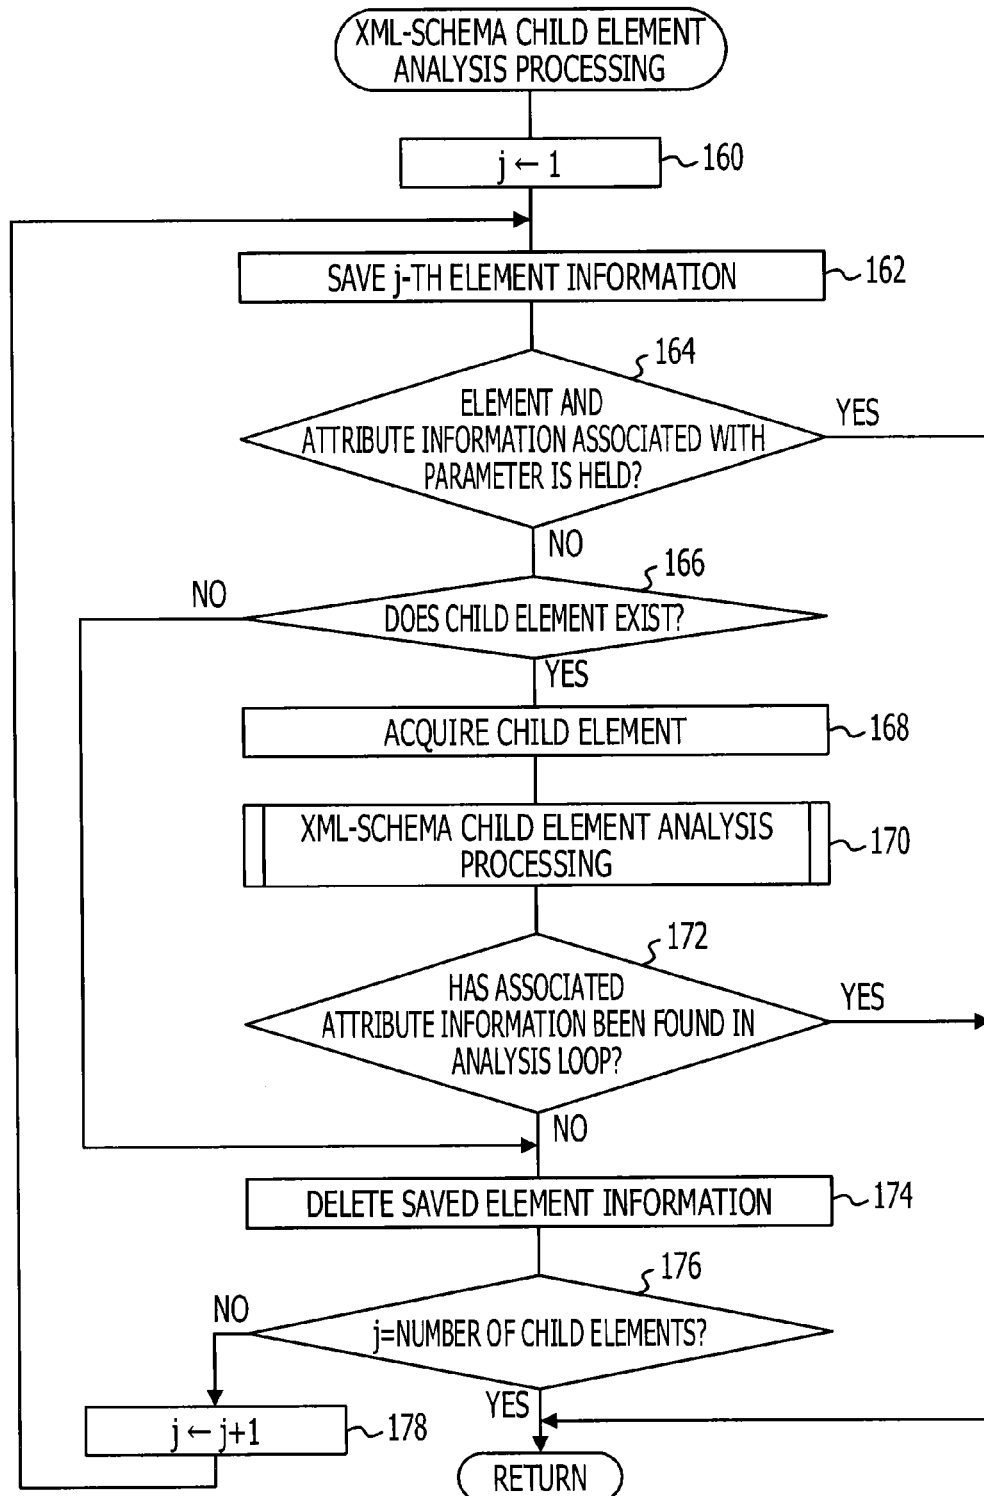 XML-SCHEMA CHILD ELEMENT
ANALYSIS PROCESSING
j ← 1
160
SAVE j-TH ELEMENT INFORMATION
162
164
ELEMENT AND
ATTRIBUTE INFORMATION ASSOCIATED WITH
PARAMETER IS HELD?
YES
NO
166
NO
DOES CHILD ELEMENT EXIST?
YES
ACQUIRE CHILD ELEMENT
168
XML-SCHEMA CHILD ELEMENT ANALYSIS
PROCESSING
170
172
HAS ASSOCIATED
ATTRIBUTE INFORMATION BEEN FOUND IN
ANALYSIS LOOP?
YES
NO
DELETE SAVED ELEMENT INFORMATION
174
176
NO
j=NUMBER OF CHILD ELEMENTS?
YES
j ← j+1
178
RETURN